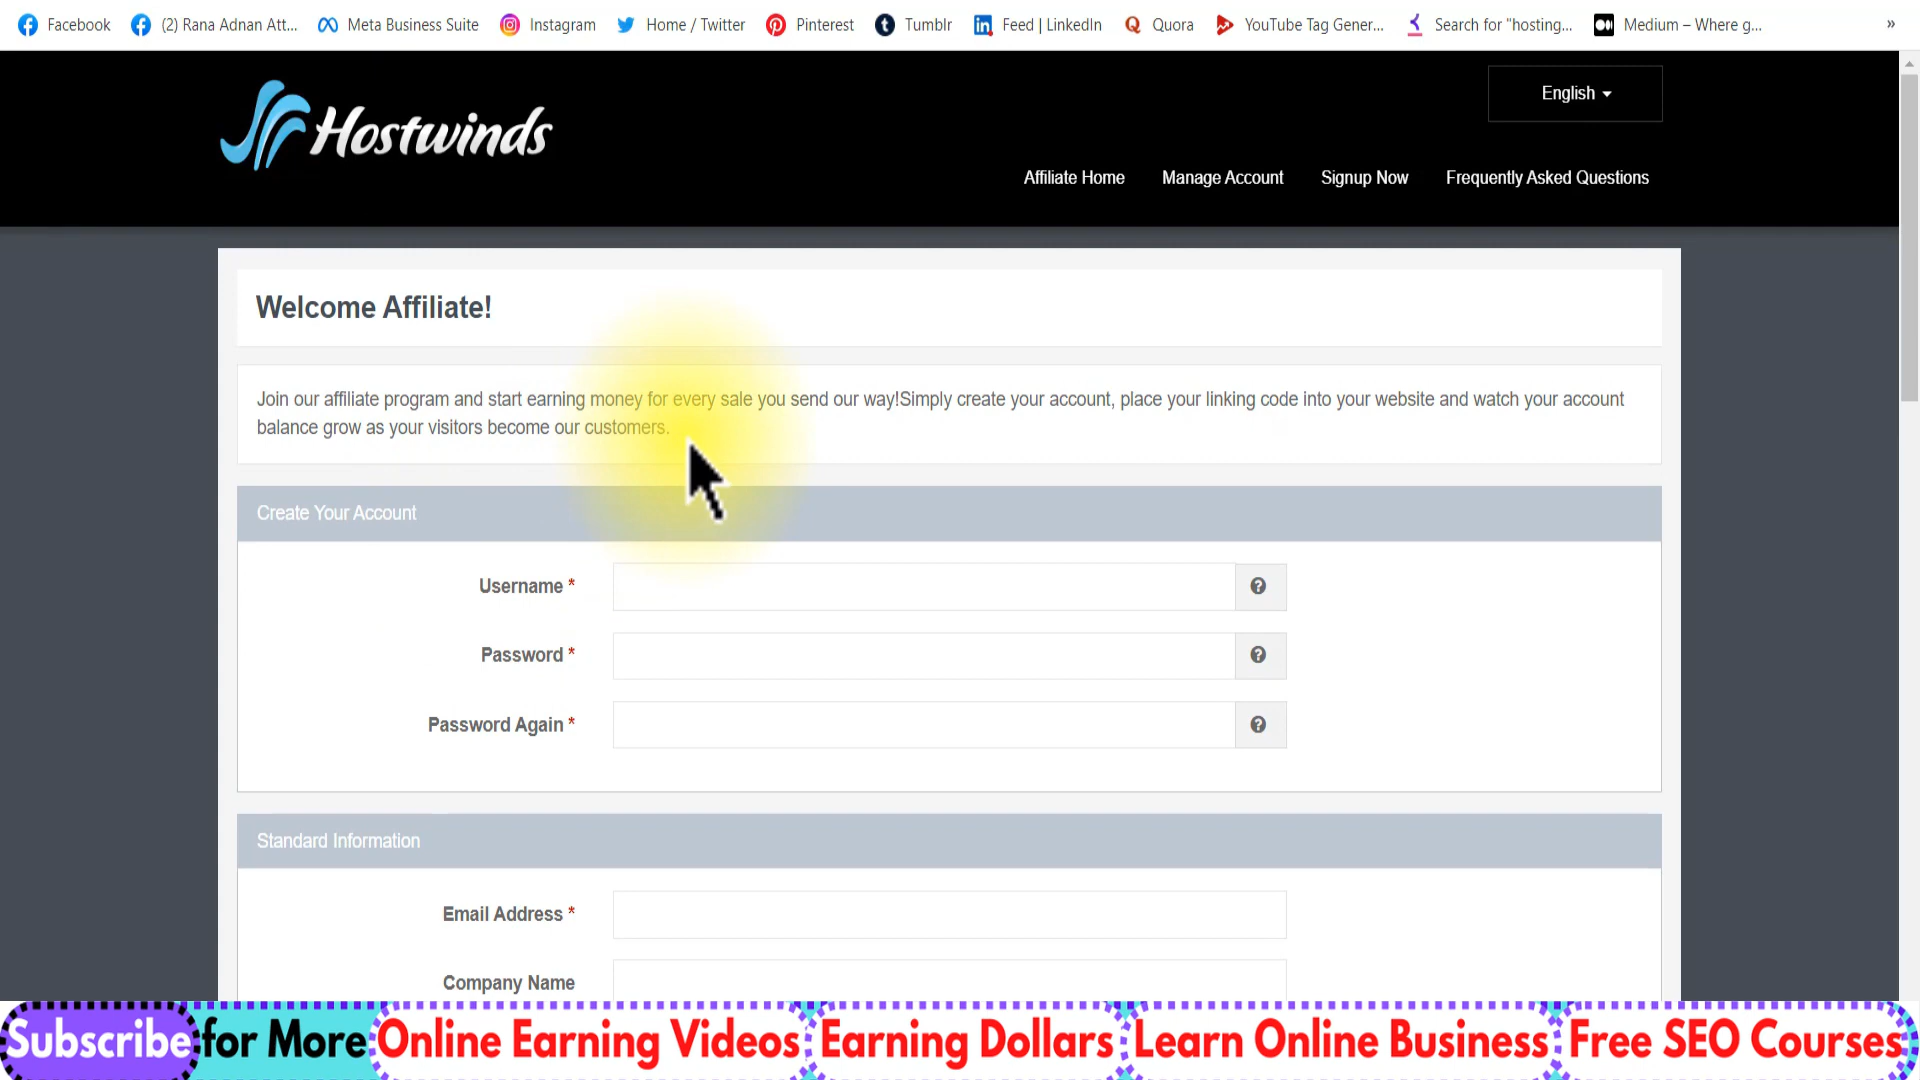 Facebook (2) Rana Adnan Att... Meta Business Suite Instagram Home / Twitter Pinterest Tumblr Feed | LinkedIn Quora YouTube Tag Gener... Search for "hosting... Medium – Where g... »
Hostwinds
English
Affiliate Home Manage Account Signup Now Frequently Asked Questions
Welcome Affiliate!
Join our affiliate program and start earning money for every sale you send our way!Simply create your account, place your linking code into your website and watch your account
balance grow as your visitors become our customers.
Create Your Account
Username *
Password *
Password Again *
Standard Information
Email Address *
Company Name
Subscribe for More Online Earning Videos Earning Dollars Learn Online Business Free SEO Courses